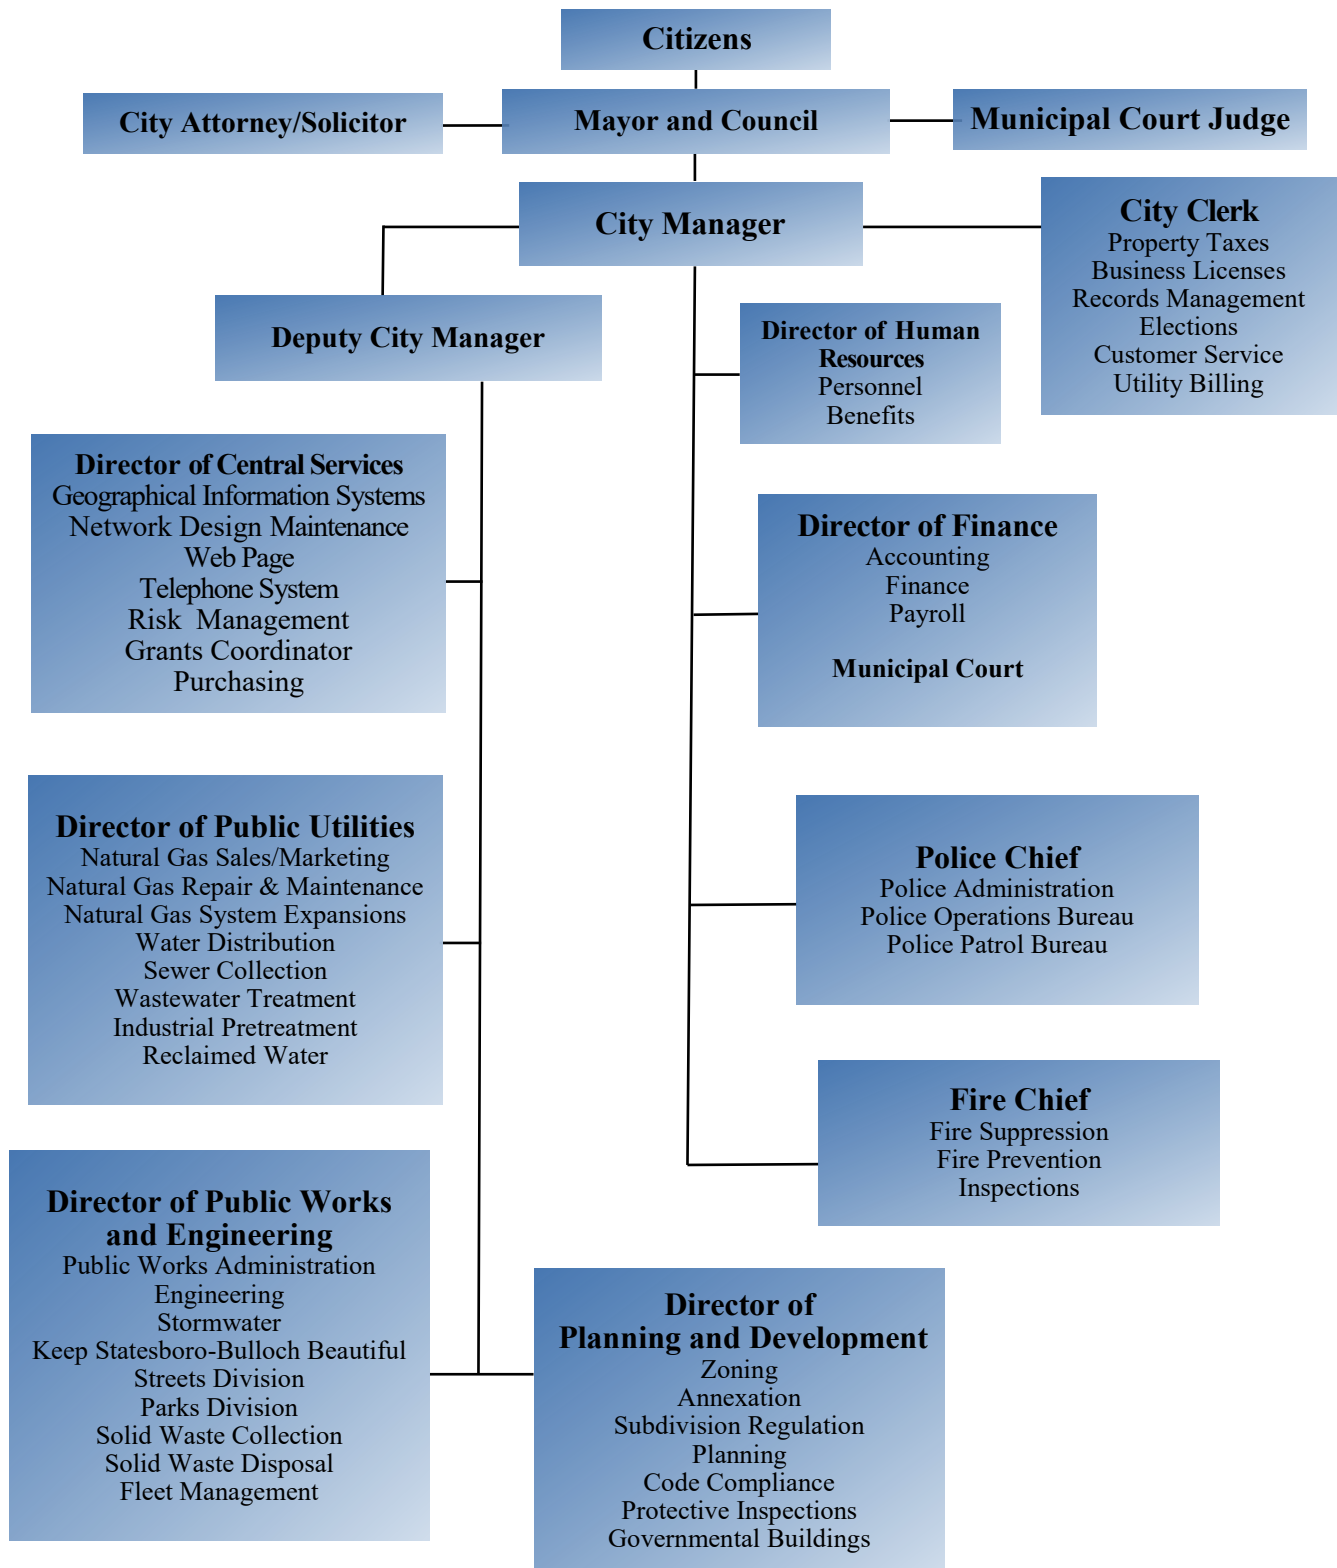 Citizens
City Attorney/Solicitor
Mayor and Council
Municipal Court Judge
City Manager
City Clerk
Property Taxes
Business Licenses
Records Management
Elections
Customer Service
Utility Billing
Deputy City Manager
Director of Human
Resources
Personnel
Benefits
Director of Central Services
Geographical Information Systems
Network Design Maintenance
Web Page
Telephone System
Risk Management
Grants Coordinator
Purchasing
Director of Finance
Accounting
Finance
Payroll
Municipal Court
Director of Public Utilities
Natural Gas Sales/Marketing
Natural Gas Repair & Maintenance
Natural Gas System Expansions
Water Distribution
Sewer Collection
Wastewater Treatment
Industrial Pretreatment
Reclaimed Water
Police Chief
Police Administration
Police Operations Bureau
Police Patrol Bureau
Fire Chief
Fire Suppression
Fire Prevention
Inspections
Director of Public Works
and Engineering
Public Works Administration
Engineering
Stormwater
Keep Statesboro-Bulloch Beautiful
Streets Division
Parks Division
Solid Waste Collection
Solid Waste Disposal
Fleet Management
Director of
Planning and Development
Zoning
Annexation
Subdivision Regulation
Planning
Code Compliance
Protective Inspections
Governmental Buildings